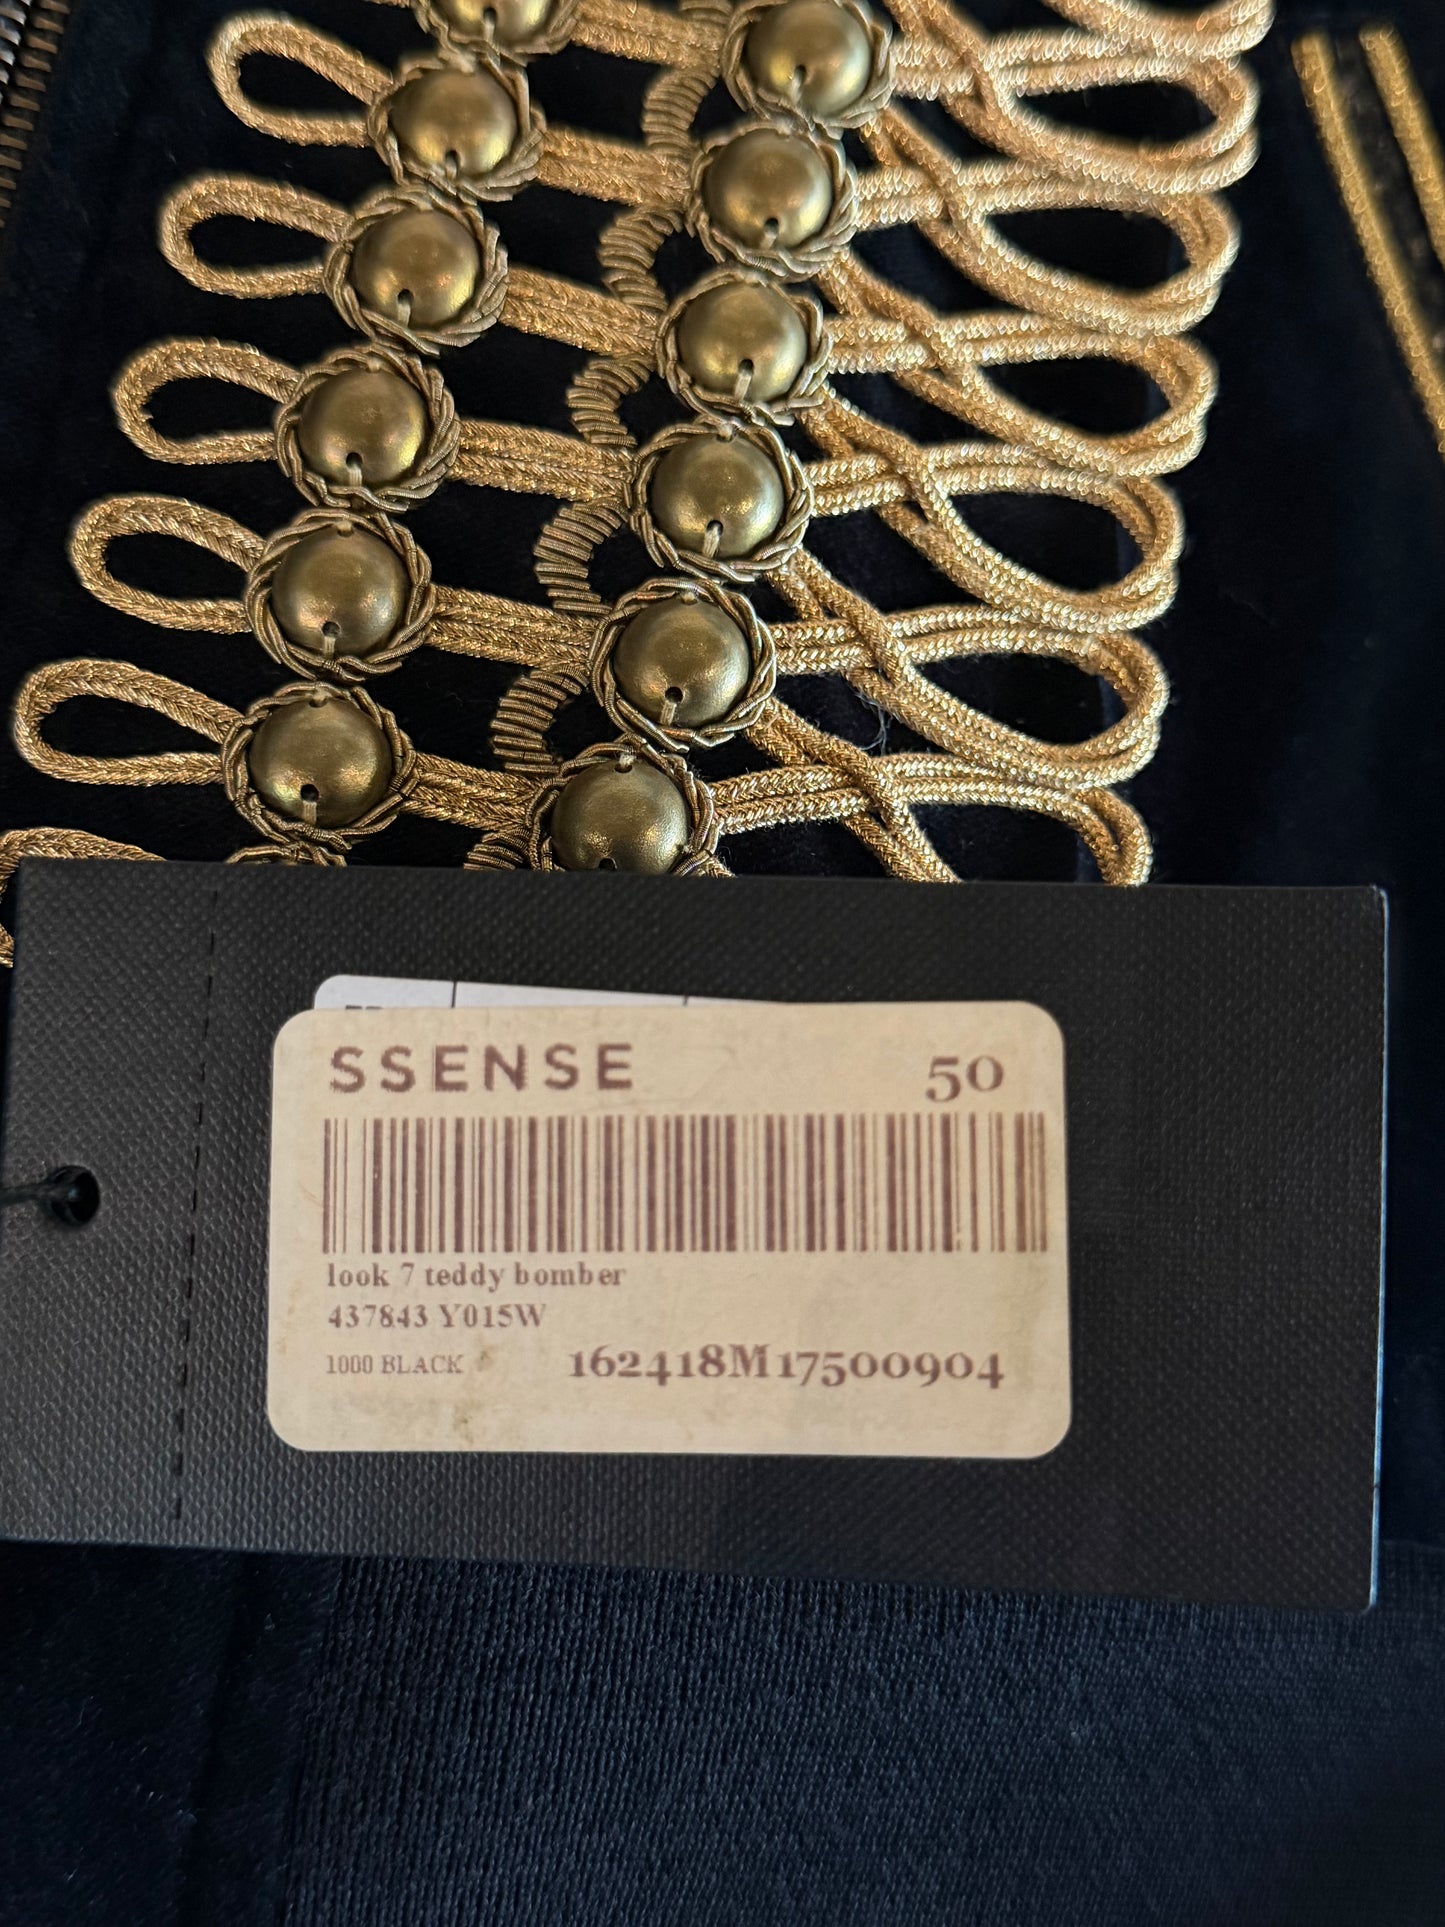 SSENSE 50
look 7 teddy bomber
437843 Y015W
1000 BLACK 162418M17500904